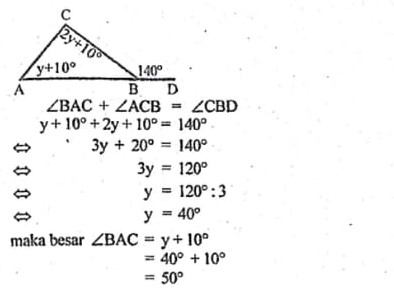 C
2y+10°
y+10° 140°
A B D
∠BAC + ∠ACB = ∠CBD
y + 10° + 2y + 10° = 140°
⇔ 3y + 20° = 140°
⇔ 3y = 120°
⇔ y = 120° : 3
⇔ y = 40°
maka besar ∠BAC = y + 10°
= 40° + 10°
= 50°